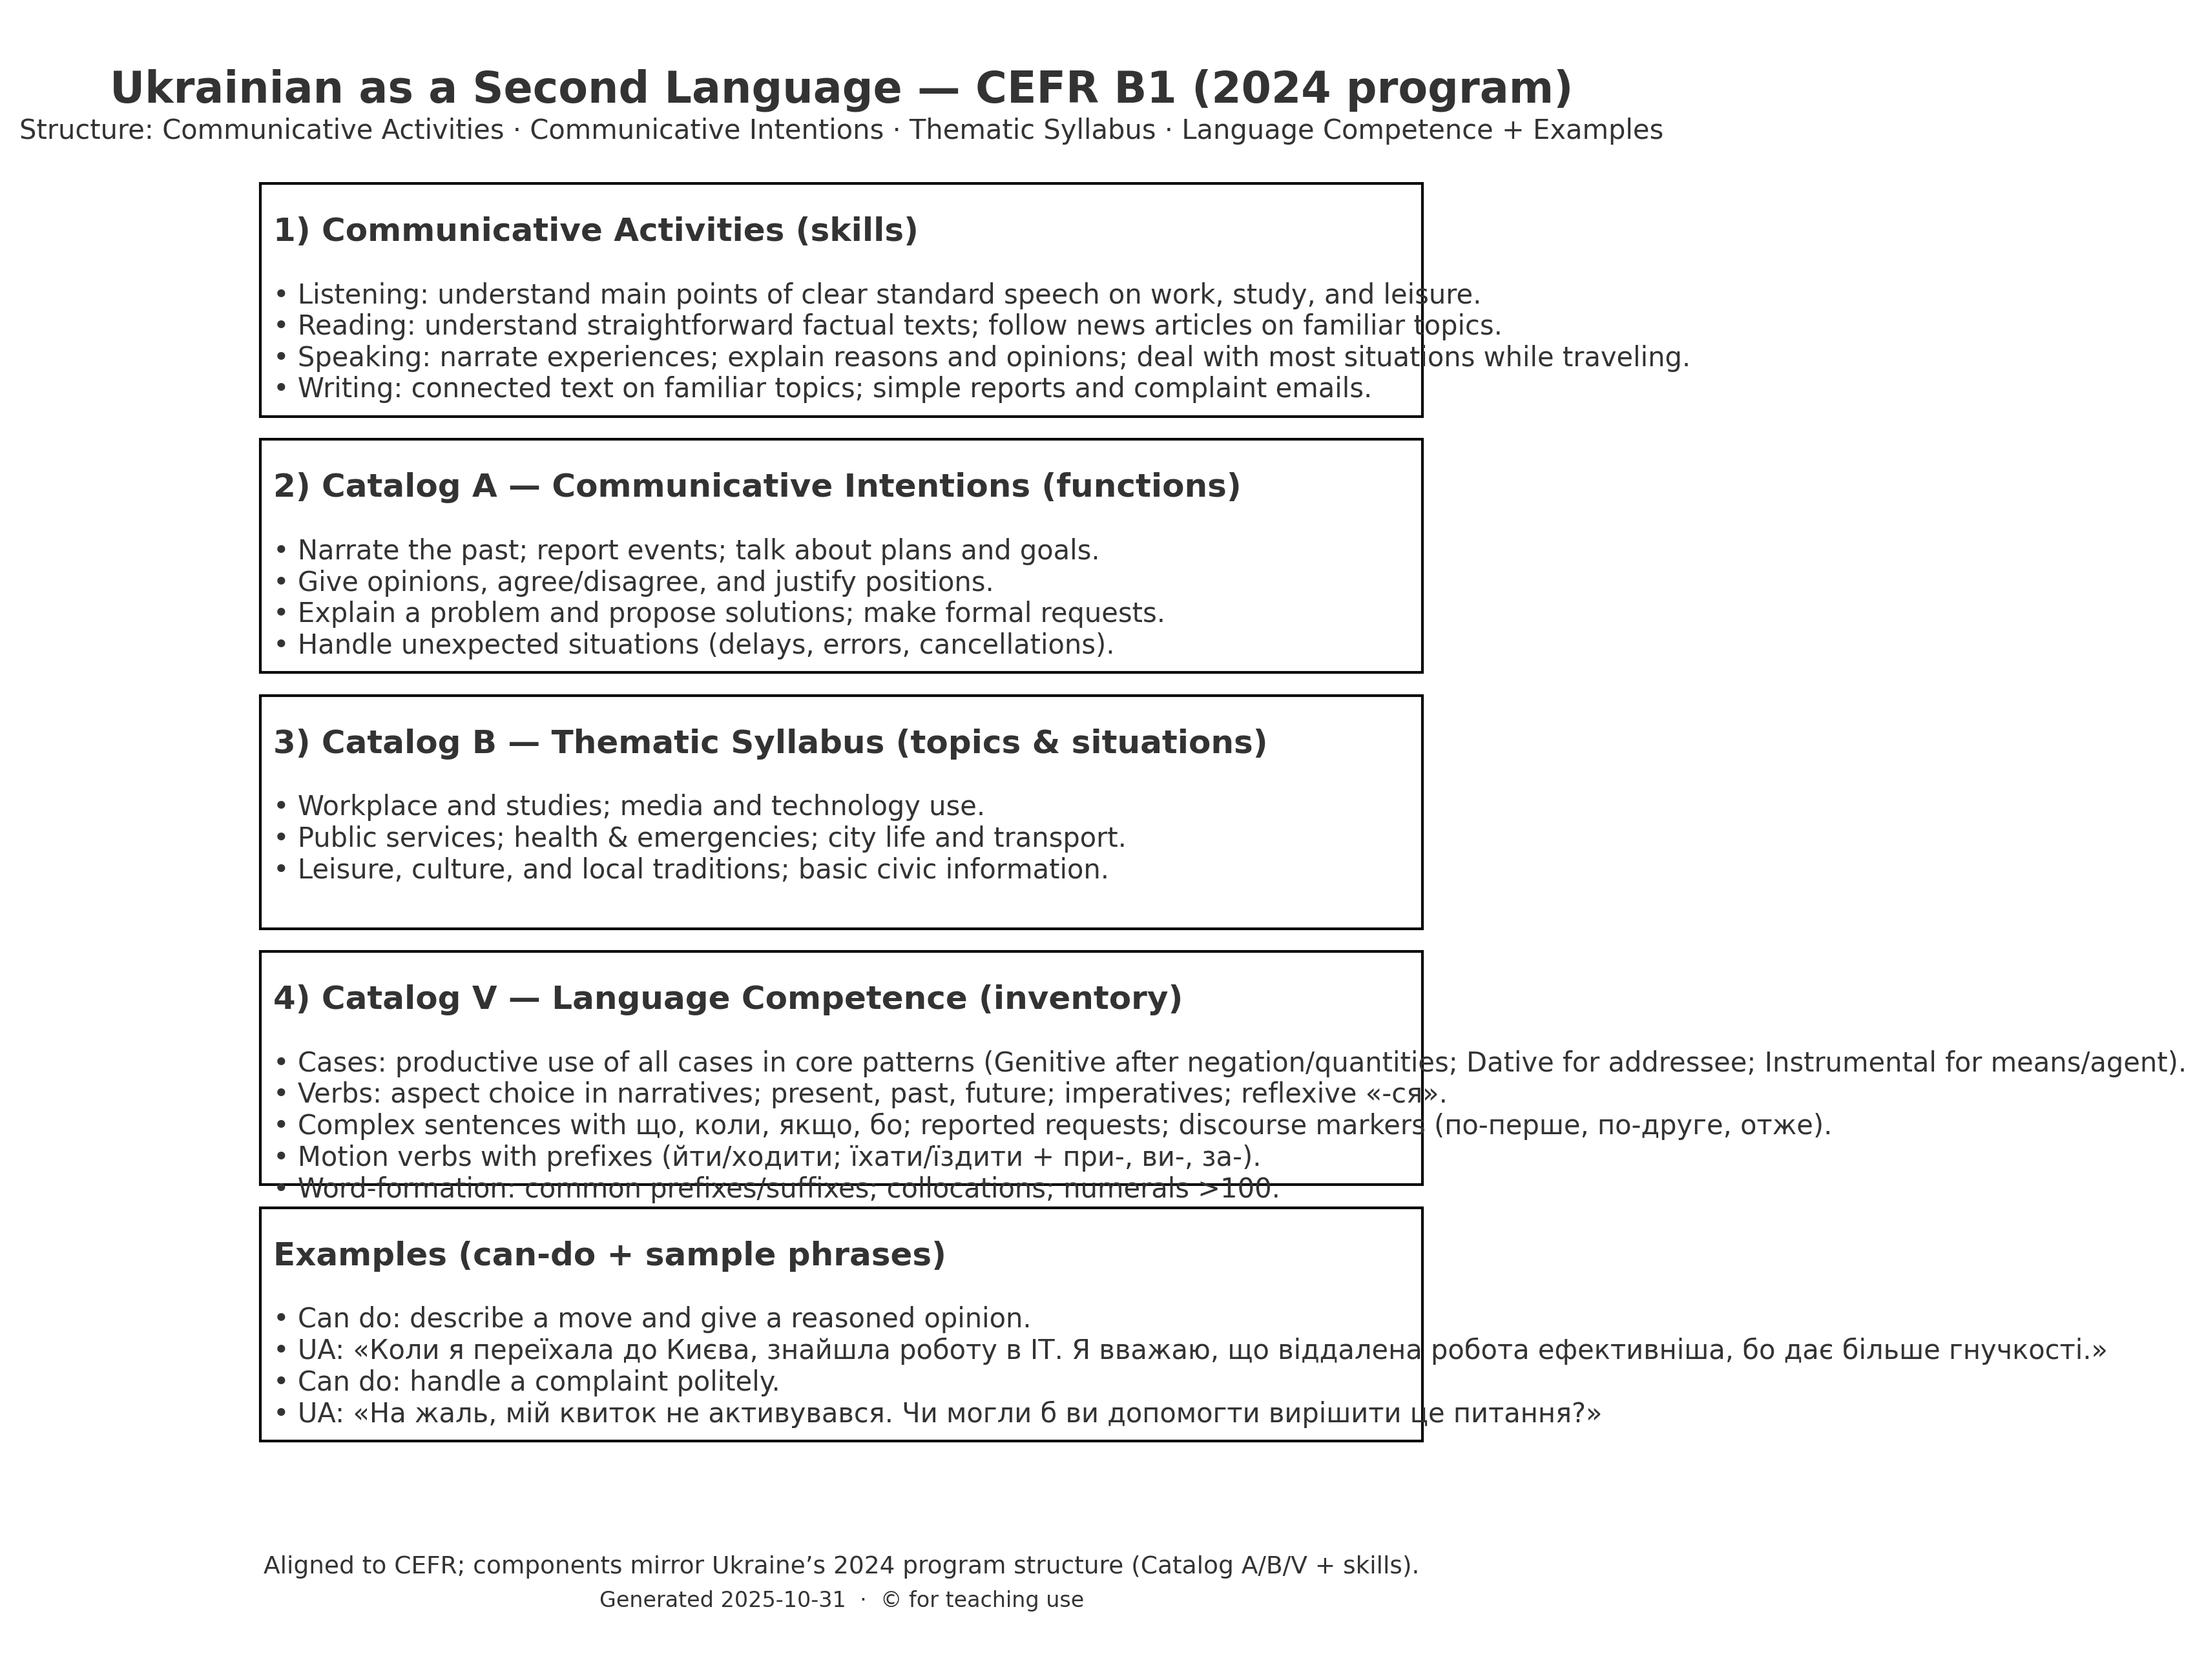 Ukrainian as a Second Language — CEFR B1 (2024 program)
Structure: Communicative Activities · Communicative Intentions · Thematic Syllabus · Language Competence + Examples
1) Communicative Activities (skills)
• Listening: understand main points of clear standard speech on work, study, and leisure.
• Reading: understand straightforward factual texts; follow news articles on familiar topics.
• Speaking: narrate experiences; explain reasons and opinions; deal with most situations while traveling.
• Writing: connected text on familiar topics; simple reports and complaint emails.
2) Catalog A — Communicative Intentions (functions)
• Narrate the past; report events; talk about plans and goals.
• Give opinions, agree/disagree, and justify positions.
• Explain a problem and propose solutions; make formal requests.
• Handle unexpected situations (delays, errors, cancellations).
3) Catalog B — Thematic Syllabus (topics & situations)
• Workplace and studies; media and technology use.
• Public services; health & emergencies; city life and transport.
• Leisure, culture, and local traditions; basic civic information.
4) Catalog V — Language Competence (inventory)
• Cases: productive use of all cases in core patterns (Genitive after negation/quantities; Dative for addressee; Instrumental for means/agent).
• Verbs: aspect choice in narratives; present, past, future; imperatives; reflexive «-ся».
• Complex sentences with що, коли, якщо, бо; reported requests; discourse markers (по-перше, по-друге, отже).
• Motion verbs with prefixes (йти/ходити; їхати/їздити + при-, ви-, за-).
• Word-formation: common prefixes/suffixes; collocations; numerals >100.
Examples (can-do + sample phrases)
• Can do: describe a move and give a reasoned opinion.
• UA: «Коли я переїхала до Києва, знайшла роботу в ІТ. Я вважаю, що віддалена робота ефективніша, бо дає більше гнучкості.»
• Can do: handle a complaint politely.
• UA: «На жаль, мій квиток не активувався. Чи могли б ви допомогти вирішити це питання?»
Aligned to CEFR; components mirror Ukraine’s 2024 program structure (Catalog A/B/V + skills).
Generated 2025-10-31 · © for teaching use